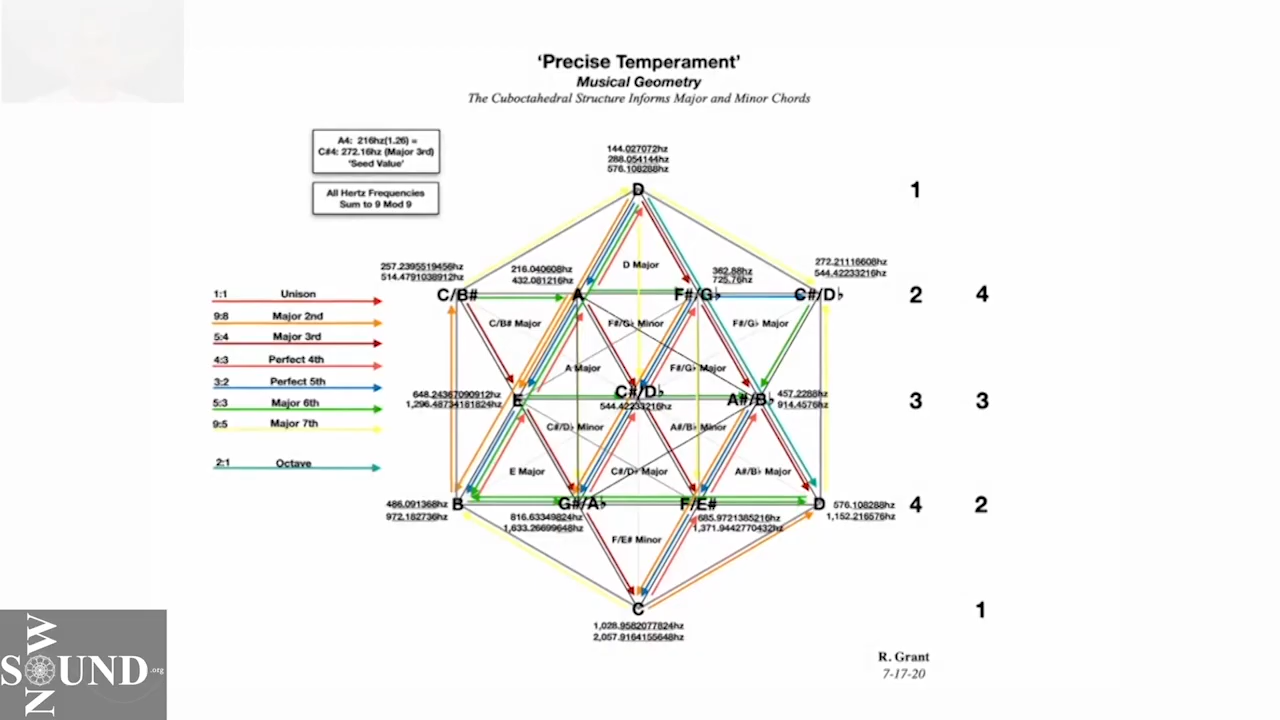 ‘Precise Temperament’
Musical Geometry
The Cuboctahedral Structure Informs Major and Minor Chords
A4: 216hz(1.26) =
C#4: 272.16hz (Major 3rd)
'Seed Value'
All Hertz Frequencies
Sum to 9 Mod 9
144.027072hz
288.054144hz
576.108288hz
D
1
D Major
257.2395519456hz
514.4791038912hz
216.040608hz
432.081216hz
362.88hz
725.76hz
272.21116608hz
544.42233216hz
C/B# A F#/G♭ C#/D♭ 2 4
1:1 Unison
9:8 Major 2nd
5:4 Major 3rd
4:3 Perfect 4th
3:2 Perfect 5th
5:3 Major 6th
9:5 Major 7th
2:1 Octave
C/B# Major F#/G♭ Minor F#/G♭ Major
A Major F#/G♭ Major
648.24367090912hz
1,296.48734181824hz
E C#/D♭ A#/B♭
544.42233216hz
457.2288hz
914.4576hz
3 3
C#/D♭ Minor A#/B♭ Minor
E Major C#/D♭ Major A#/B♭ Major
486.091368hz
972.182736hz
B G#/A♭ F/E# D
576.108288hz
1,152.216576hz
4 2
816.63349824hz
1,633.26699648hz
685.9721385216hz
1,371.9442770432hz
F/E# Minor
C
1
1,028.9582077824hz
2,057.9164155648hz
R. Grant
7-17-20
NEW
SOUND.org